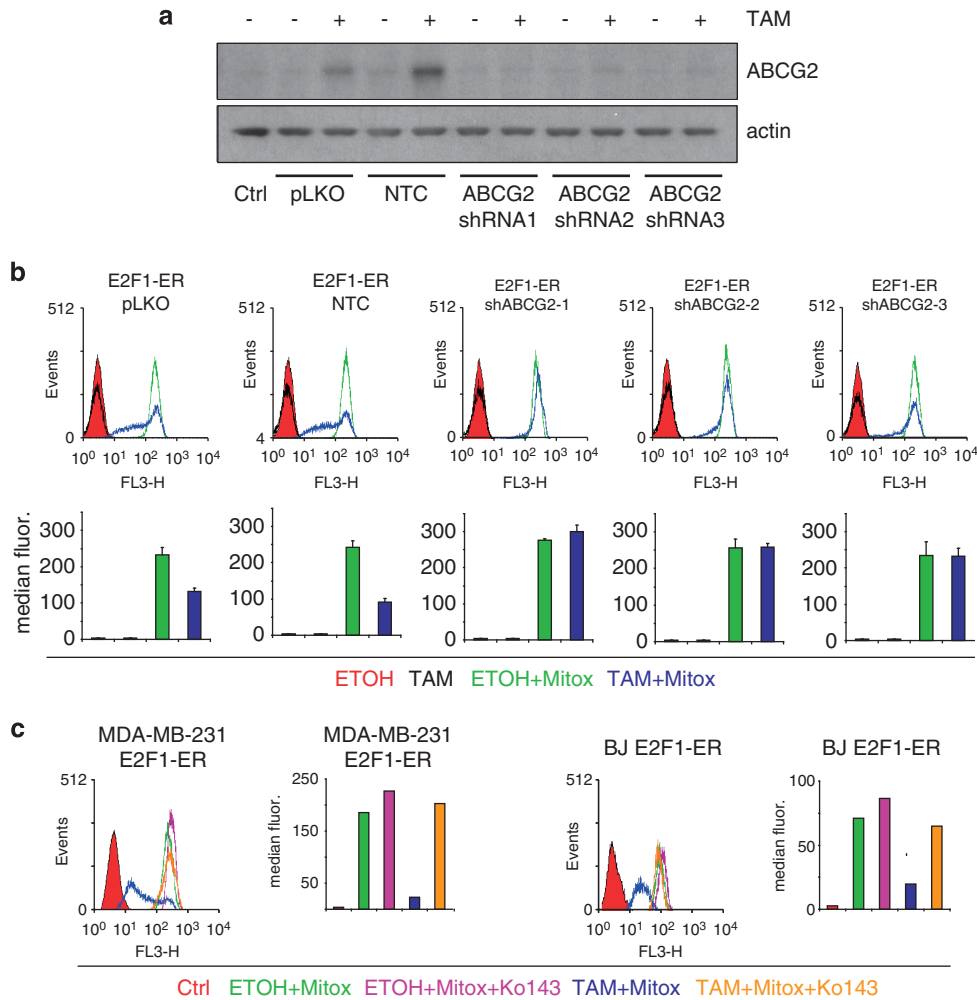 a
- - + - + - + - + - + TAM
ABCG2
actin
Ctrl pLKO NTC ABCG2 ABCG2 ABCG2
shRNA1 shRNA2 shRNA3
b
E2F1-ER E2F1-ER E2F1-ER E2F1-ER E2F1-ER
pLKO NTC shABCG2-1 shABCG2-2 shABCG2-3
512 512 512 512 512
Events Events Events Events Events
0 4 0 0 0
10⁰ 10¹ 10² 10³ 10⁴ 10⁰ 10¹ 10² 10³ 10⁴ 10⁰ 10¹ 10² 10³ 10⁴ 10⁰ 10¹ 10² 10³ 10⁴ 10⁰ 10¹ 10² 10³ 10⁴
FL3-H FL3-H FL3-H FL3-H FL3-H
median fluor.
300 300 300 300 300
200 200 200 200 200
100 100 100 100 100
0 0 0 0 0
ETOH TAM ETOH+Mitox TAM+Mitox
c
MDA-MB-231 MDA-MB-231
E2F1-ER E2F1-ER BJ E2F1-ER BJ E2F1-ER
512 250 512 100
Events median fluor. Events median fluor.
150 50
50
0 0 0
10⁰ 10¹ 10² 10³ 10⁴ 10⁰ 10¹ 10² 10³ 10⁴
FL3-H FL3-H
Ctrl ETOH+Mitox ETOH+Mitox+Ko143 TAM+Mitox TAM+Mitox+Ko143